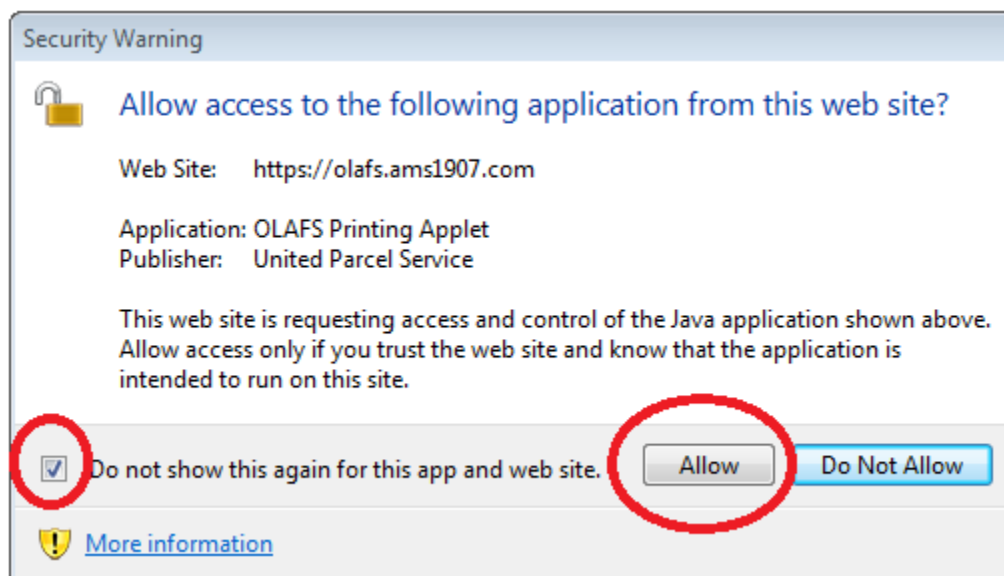 Security Warning
Allow access to the following application from this web site?
Web Site: https://olafs.ams1907.com
Application: OLAFS Printing Applet
Publisher: United Parcel Service
This web site is requesting access and control of the Java application shown above.
Allow access only if you trust the web site and know that the application is
intended to run on this site.
Do not show this again for this app and web site. Allow Do Not Allow
More information